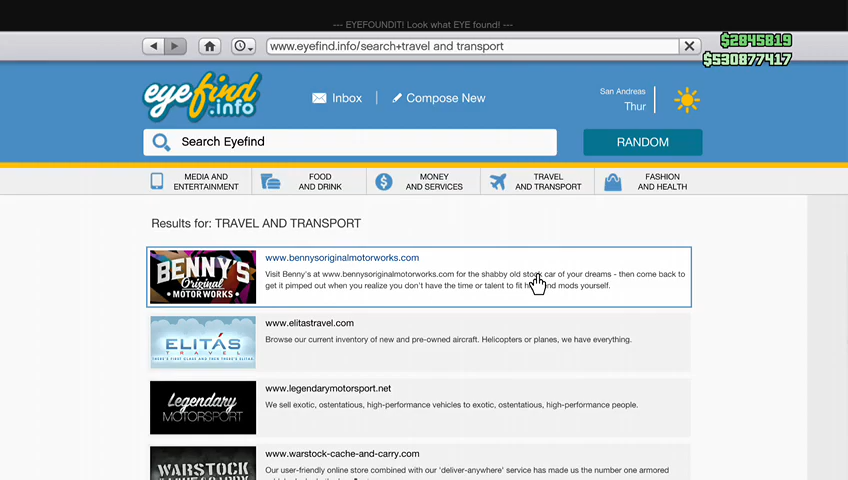 --- EYEFOUNDIT! Look what EYE found! ---
www.eyefind.info/search+travel and transport
$2845819
$530877417
eyefind
.info
Inbox
Compose New
San Andreas
Thur
Search Eyefind
RANDOM
MEDIA AND
ENTERTAINMENT
FOOD
AND DRINK
MONEY
AND SERVICES
TRAVEL
AND TRANSPORT
FASHION
AND HEALTH
Results for: TRAVEL AND TRANSPORT
BENNY'S
Original
MOTOR WORKS
www.bennysoriginalmotorworks.com
Visit Benny's at www.bennysoriginalmotorworks.com for the shabby old stock car of your dreams - then come back to
get it pimped out when you realize you don't have the time or talent to fit mods yourself.
ELITÁS
TRAVEL
THERE'S FIRST CLASS AND THEN THERE'S ELITAS
www.elitastravel.com
Browse our current inventory of new and pre-owned aircraft. Helicopters or planes, we have everything.
Legendary
MOTORSPORT
www.legendarymotorsport.net
We sell exotic, ostentatious, high-performance vehicles to exotic, ostentatious, high-performance people.
WARSTOCK
www.warstock-cache-and-carry.com
Our user-friendly online store combined with our 'deliver-anywhere' service has made us the number one armored